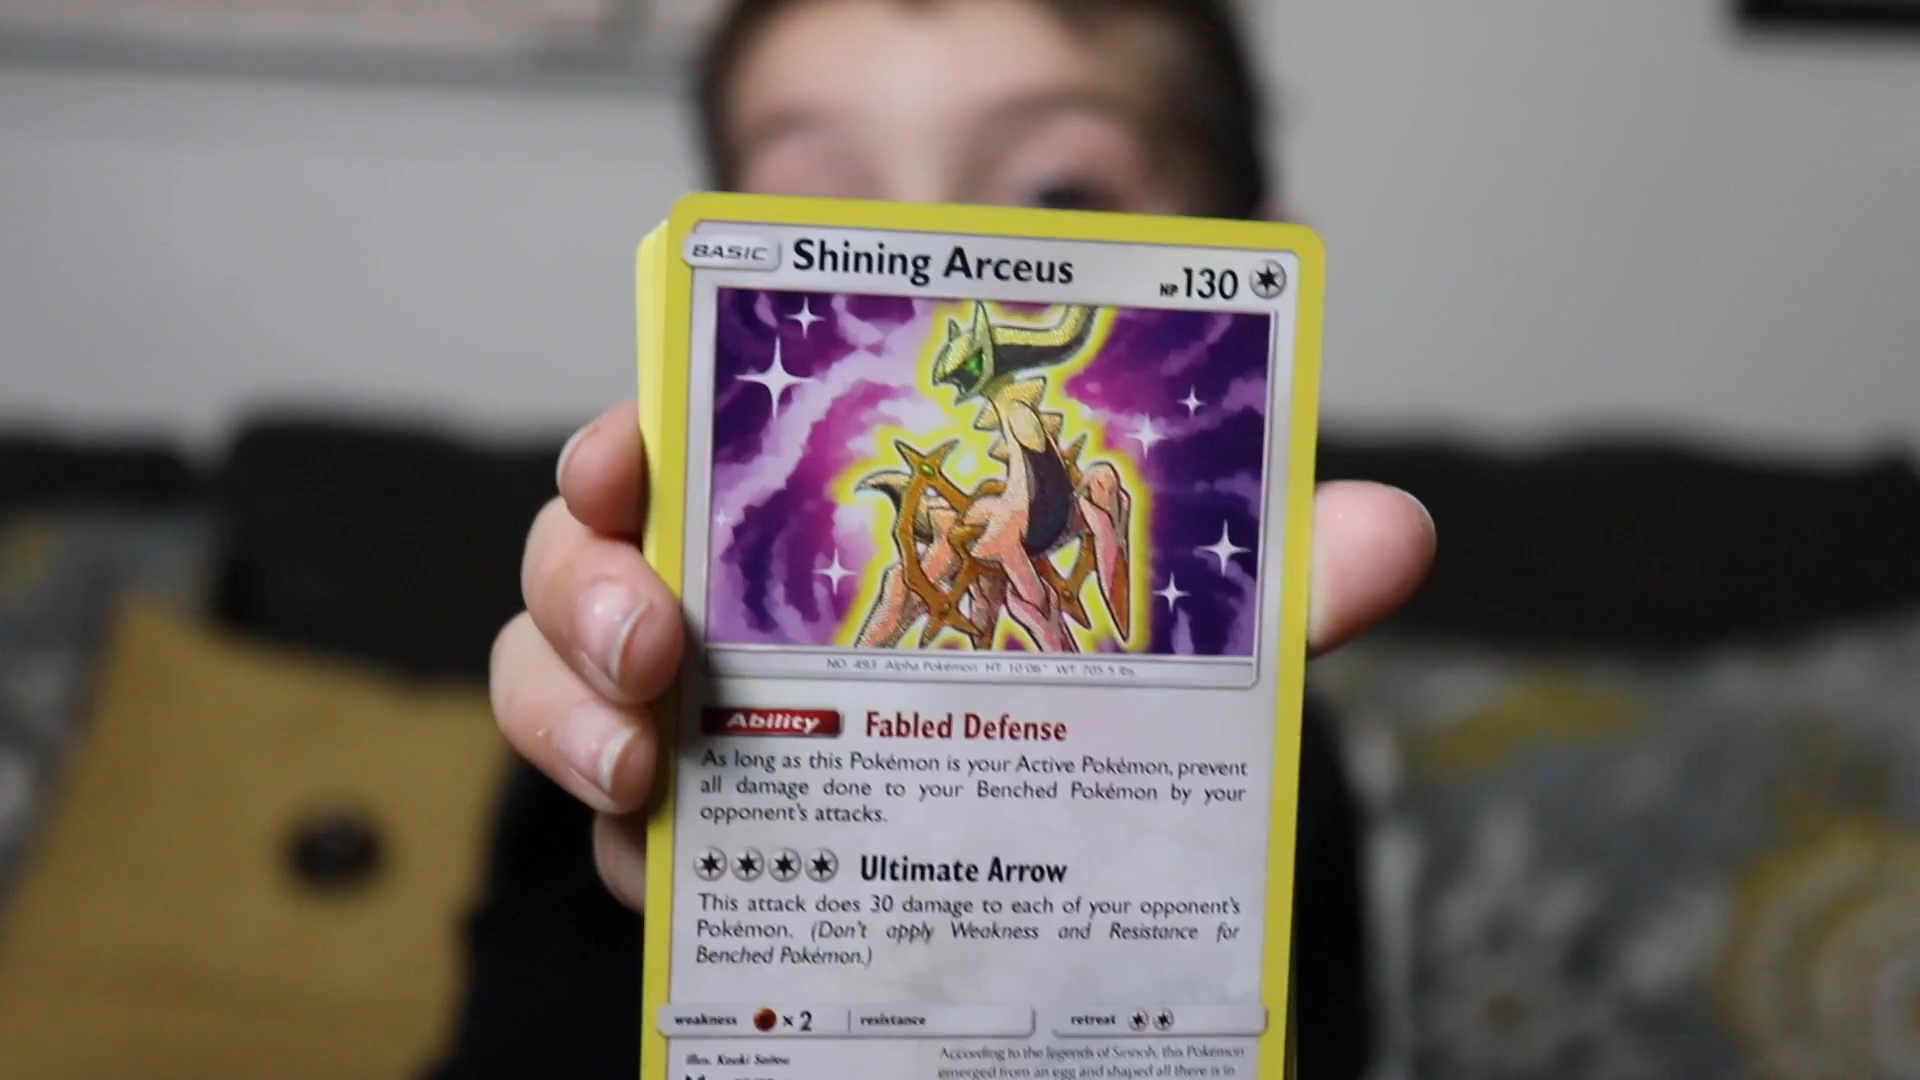 BASIC Shining Arceus HP 130
NO. 493 Alpha Pokémon HT: 10'06" WT: 705.5 lbs.
Ability Fabled Defense
As long as this Pokémon is your Active Pokémon, prevent
all damage done to your Benched Pokémon by your
opponent's attacks.
Ultimate Arrow
This attack does 30 damage to each of your opponent's
Pokémon. (Don't apply Weakness and Resistance for
Benched Pokémon.)
weakness × 2 resistance retreat
Illus. Kouki Saitou
According to the legends of Sinnoh, this Pokémon
emerged from an egg and shaped all there is in